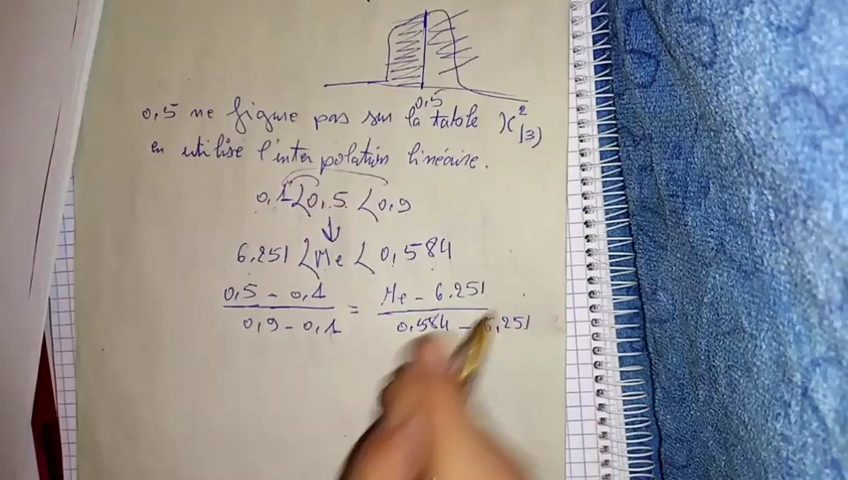 0,5
0,5 ne figure pas sur la table χ²(3)
en utilise l'interpolation linéaire.
0,1 < 0,5 < 0,9
↓
6.251 < Me < 0,584
0,5 - 0,1 = Me - 6.251
0,9 - 0,1 0,584 - 6,251